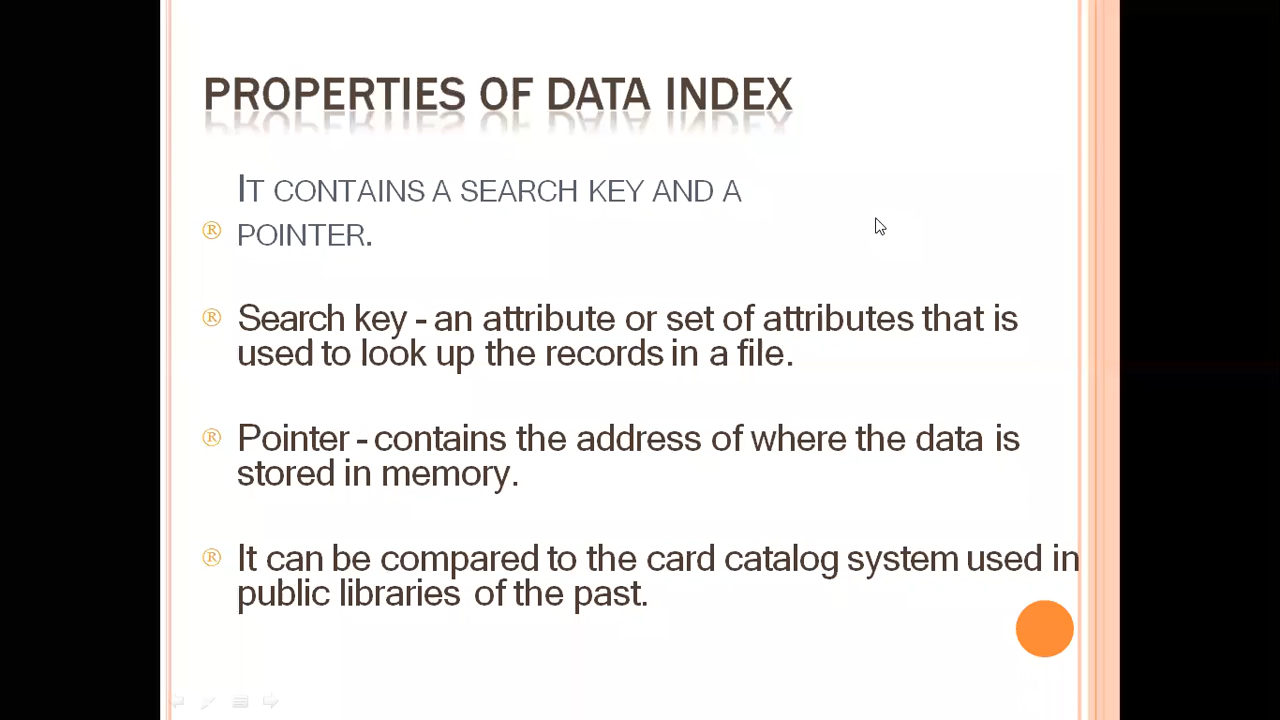 PROPERTIES OF DATA INDEX
IT CONTAINS A SEARCH KEY AND A
® POINTER.
® Search key - an attribute or set of attributes that is
used to look up the records in a file.
® Pointer - contains the address of where the data is
stored in memory.
® It can be compared to the card catalog system used in
public libraries of the past.